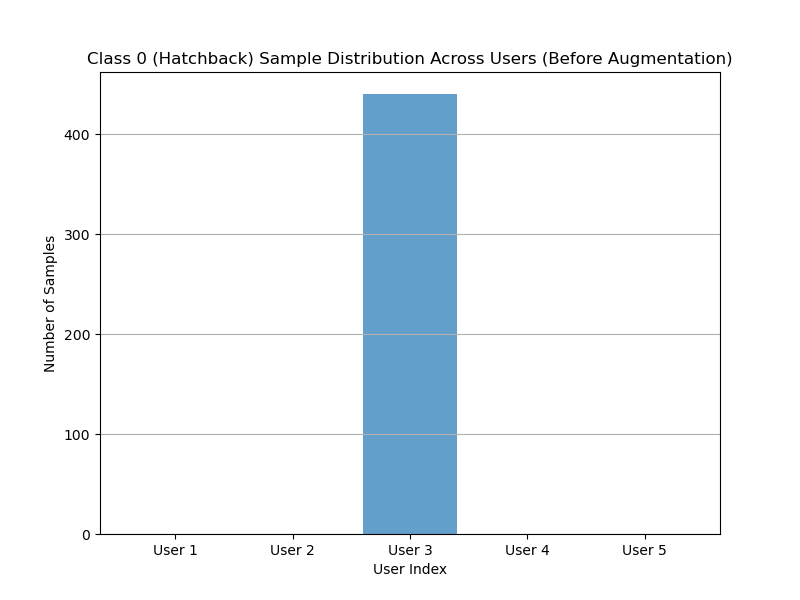 Class 0 (Hatchback) Sample Distribution Across Users (Before Augmentation)
Number of Samples
400
300
200
100
0
User 1
User 2
User 3
User 4
User 5
User Index